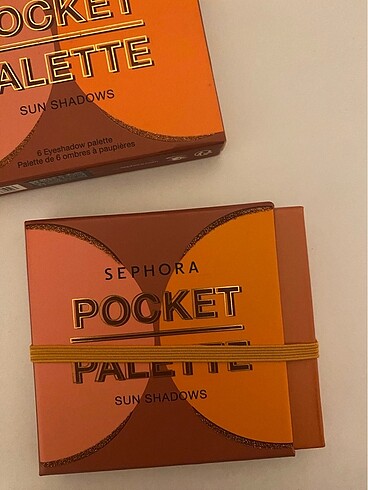 POCKET
PALETTE
SUN SHADOWS
6 Eyeshadow palette
Palette de 6 ombres à paupières
SEPHORA
POCKET
PALETTE
SUN SHADOWS